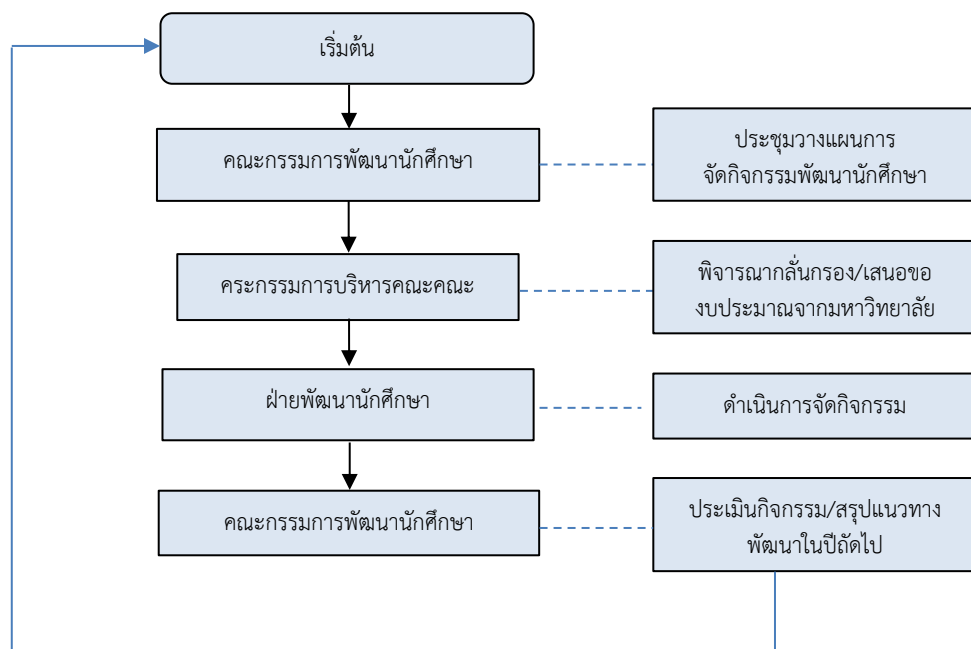 เริ่มต้น
คณะกรรมการพัฒนานักศึกษา
ประชุมวางแผนการ
จัดกิจกรรมพัฒนานักศึกษา
คระกรรมการบริหารคณะคณะ
พิจารณากลั่นกรอง/เสนอขอ
งบประมาณจากมหาวิทยาลัย
ฝ่ายพัฒนานักศึกษา
ดำเนินการจัดกิจกรรม
คณะกรรมการพัฒนานักศึกษา
ประเมินกิจกรรม/สรุปแนวทาง
พัฒนาในปีถัดไป